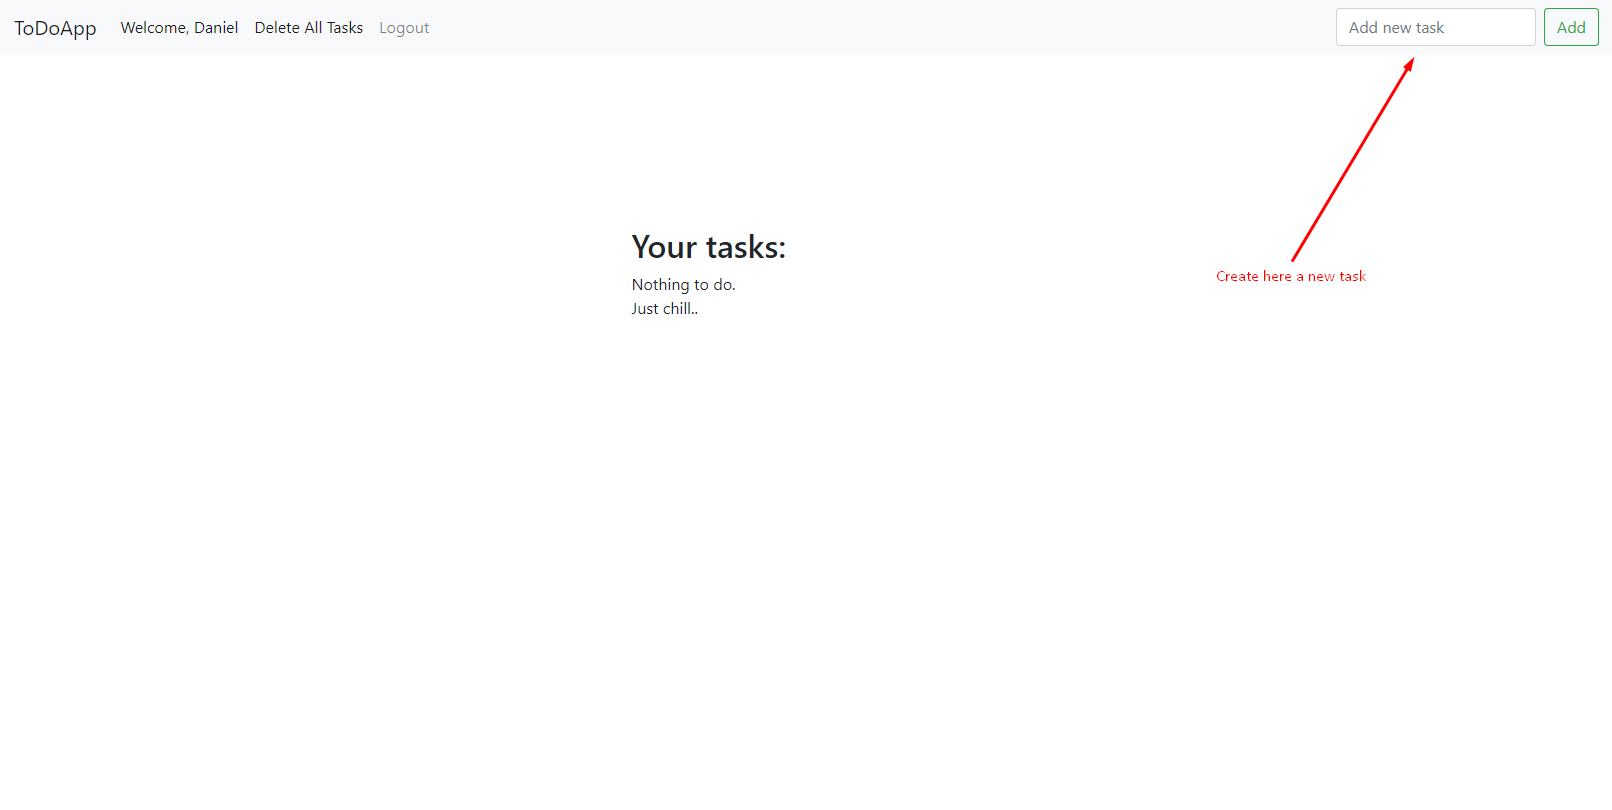 ToDoApp Welcome, Daniel Delete All Tasks Logout Add new task Add
Your tasks:
Nothing to do.
Create here a new task
Just chill..